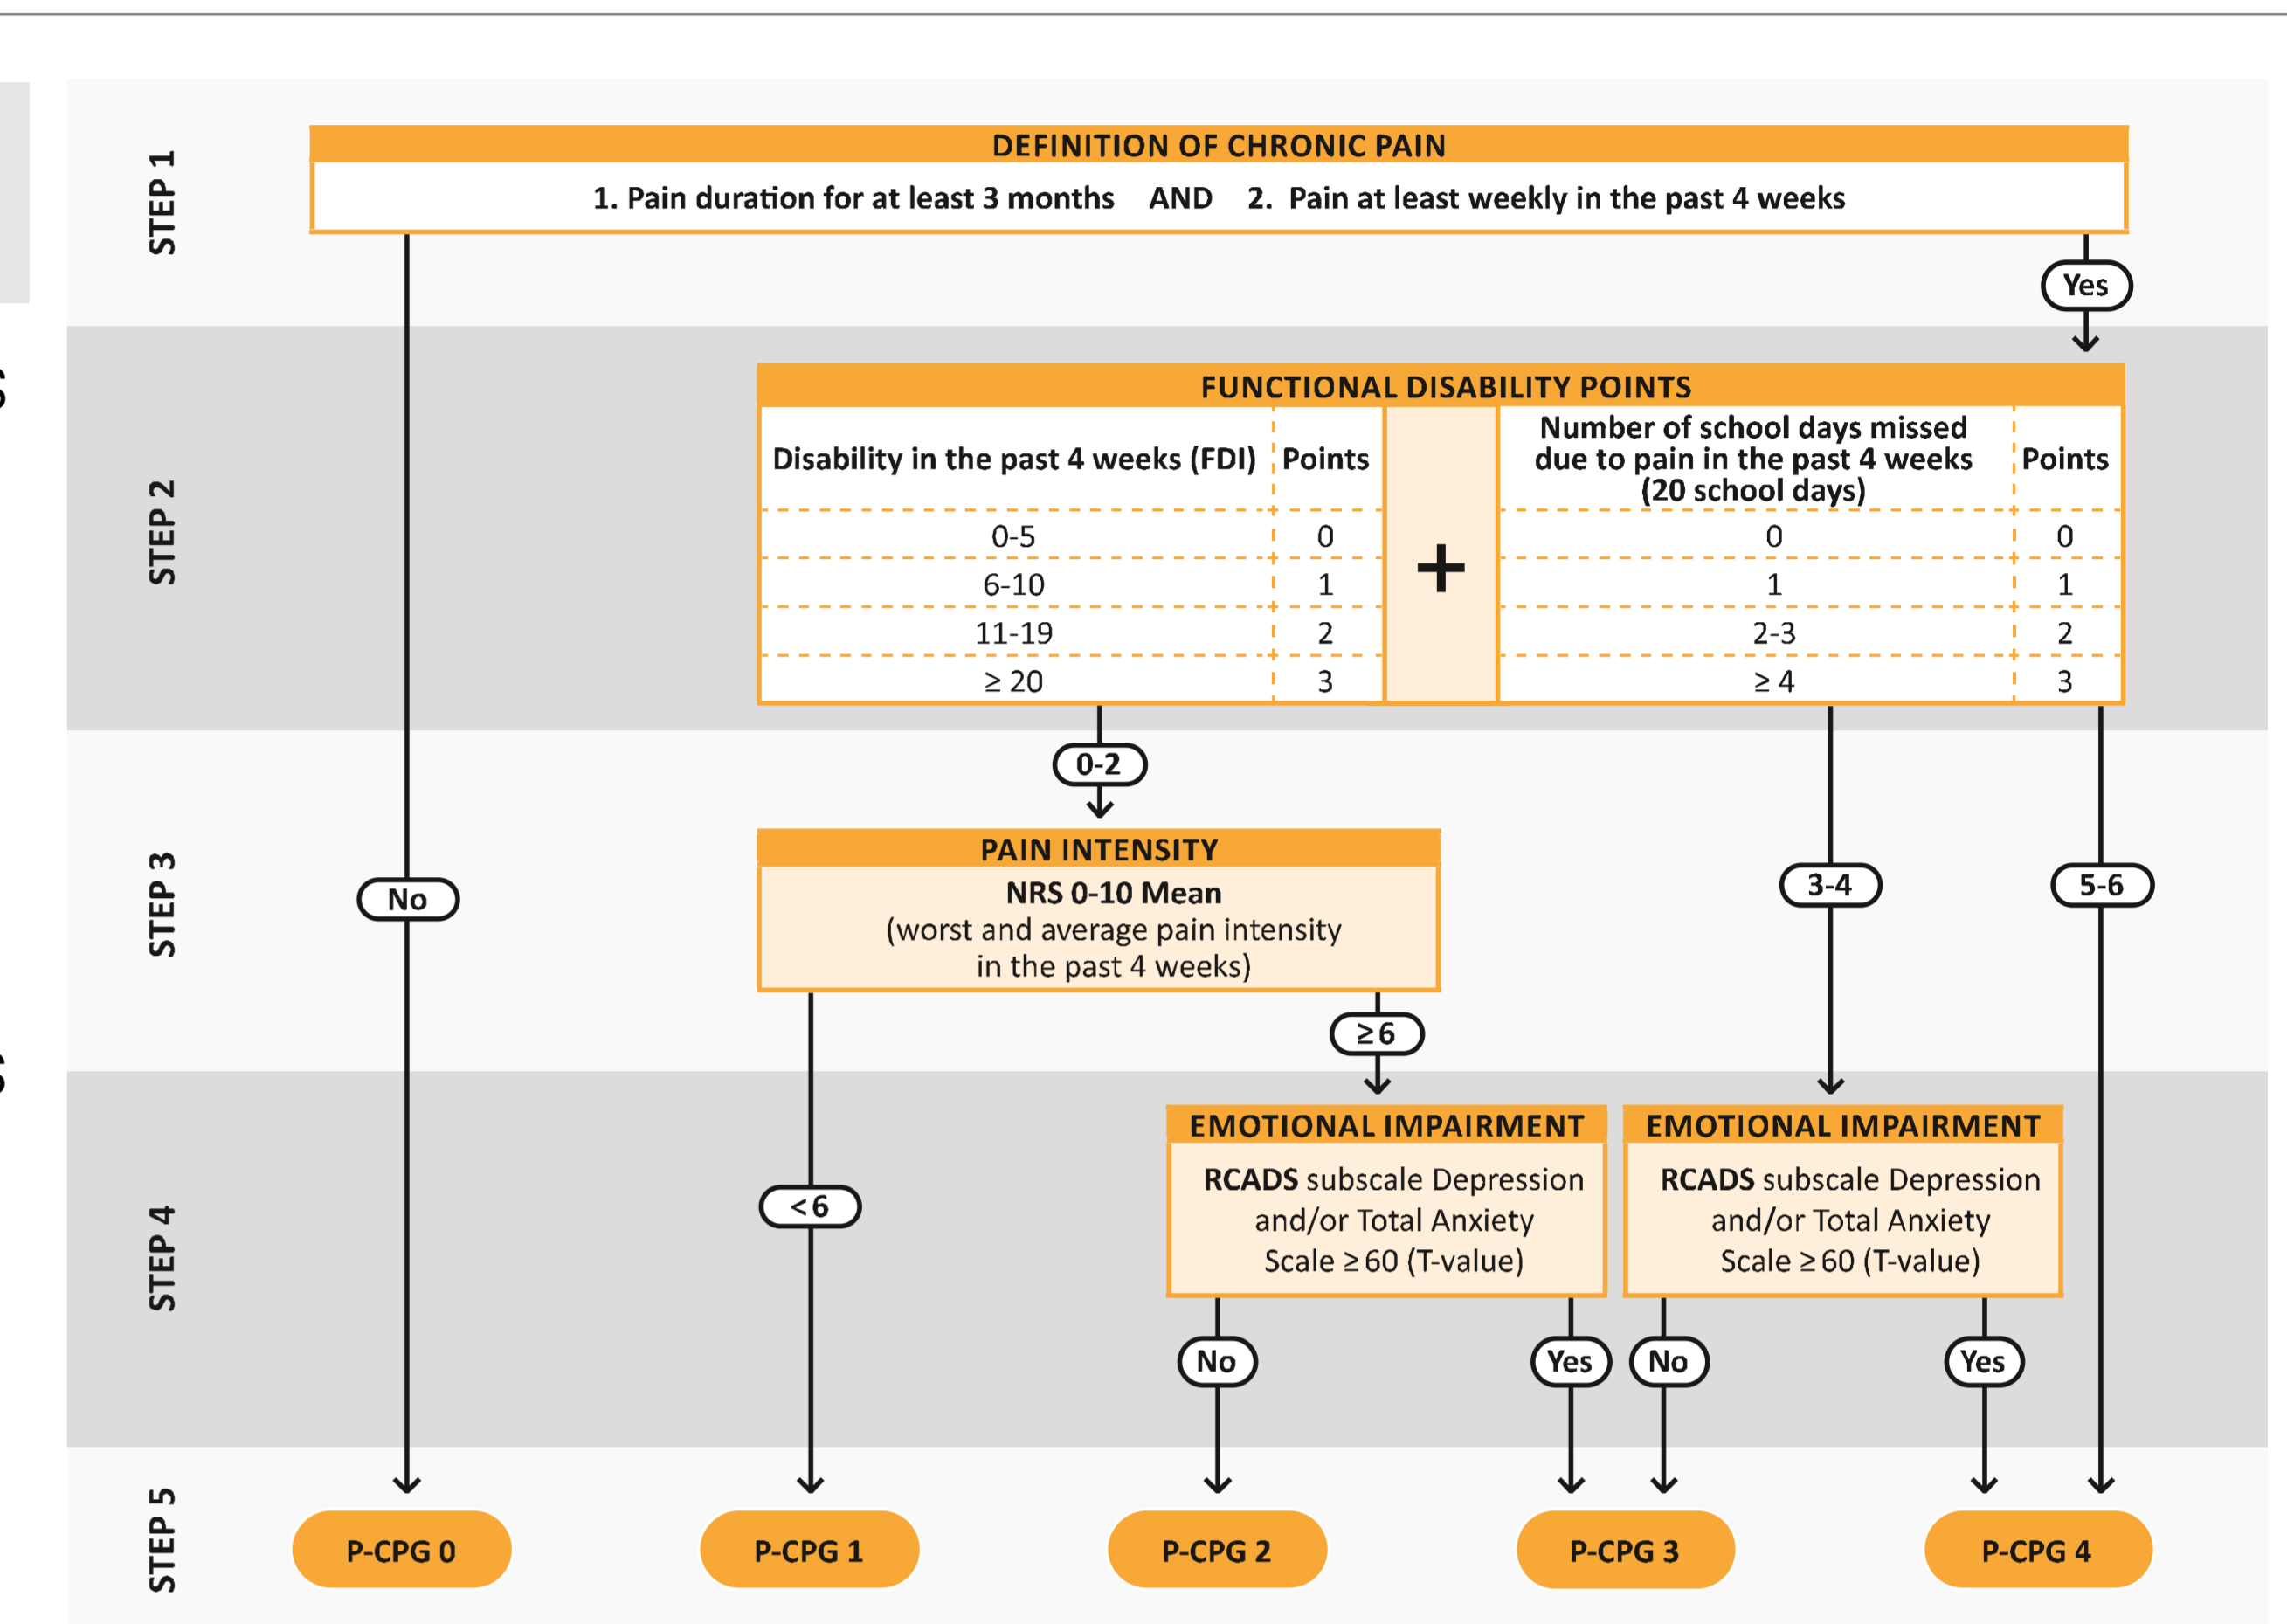 STEP 1
DEFINITION OF CHRONIC PAIN
1. Pain duration for at least 3 months AND 2. Pain at least weekly in the past 4 weeks
Yes
STEP 2
FUNCTIONAL DISABILITY POINTS
Disability in the past 4 weeks (FDI)
Points
0-5
0
6-10
1
11-19
2
≥ 20
3
+
Number of school days missed
due to pain in the past 4 weeks
(20 school days)
Points
0
0
1
1
2-3
2
≥ 4
3
STEP 3
0-2
No
PAIN INTENSITY
NRS 0-10 Mean
(worst and average pain intensity
in the past 4 weeks)
3-4
5-6
≥ 6
STEP 4
< 6
EMOTIONAL IMPAIRMENT
RCADS subscale Depression
and/or Total Anxiety
Scale ≥ 60 (T-value)
EMOTIONAL IMPAIRMENT
RCADS subscale Depression
and/or Total Anxiety
Scale ≥ 60 (T-value)
No
Yes
No
Yes
STEP 5
P-CPG 0
P-CPG 1
P-CPG 2
P-CPG 3
P-CPG 4